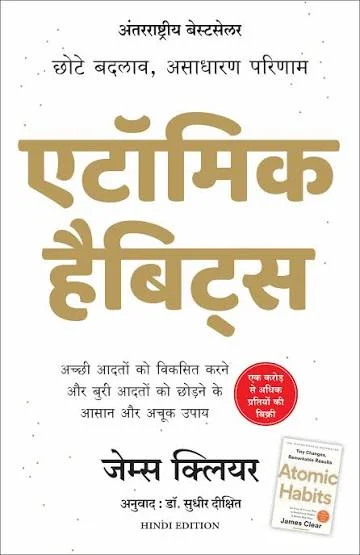 अंतरराष्ट्रीय बेस्टसेलर
छोटे बदलाव, असाधारण परिणाम
एटॉमिक
हैबिट्स
अच्छी आदतों को विकसित करने
और बुरी आदतों को छोड़ने के
आसान और अचूक उपाय
एक करोड़
से अधिक
प्रतियों की
बिक्री
जेम्स क्लियर
अनुवाद : डॉ. सुधीर दीक्षित
HINDI EDITION
Tiny Changes,
Remarkable Results
Atomic
Habits
James Clear